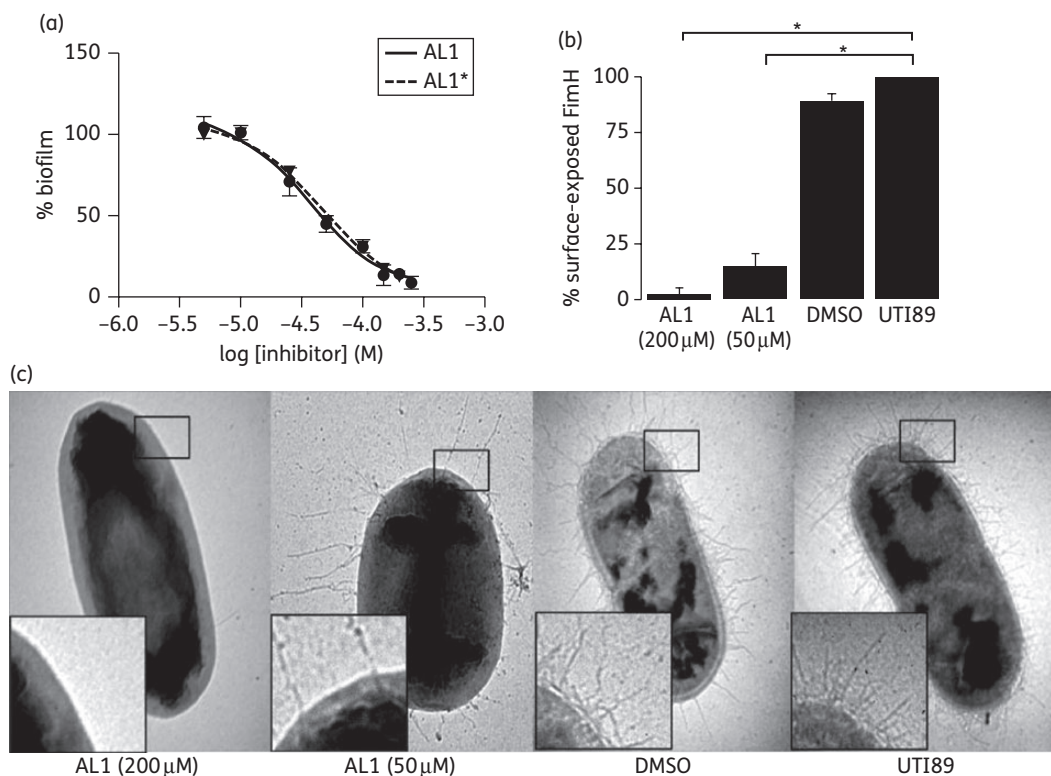 (a)
150
100
50
0
% biofilm
−6.0 −5.5 −5.0 −4.5 −4.0 −3.5 −3.0
log [inhibitor] (M)
AL1
AL1*
(b)
*
*
100
75
50
25
0
% surface-exposed FimH
AL1 AL1 DMSO UTI89
(200 µM) (50 µM)
(c)
AL1 (200 µM) AL1 (50 µM) DMSO UTI89